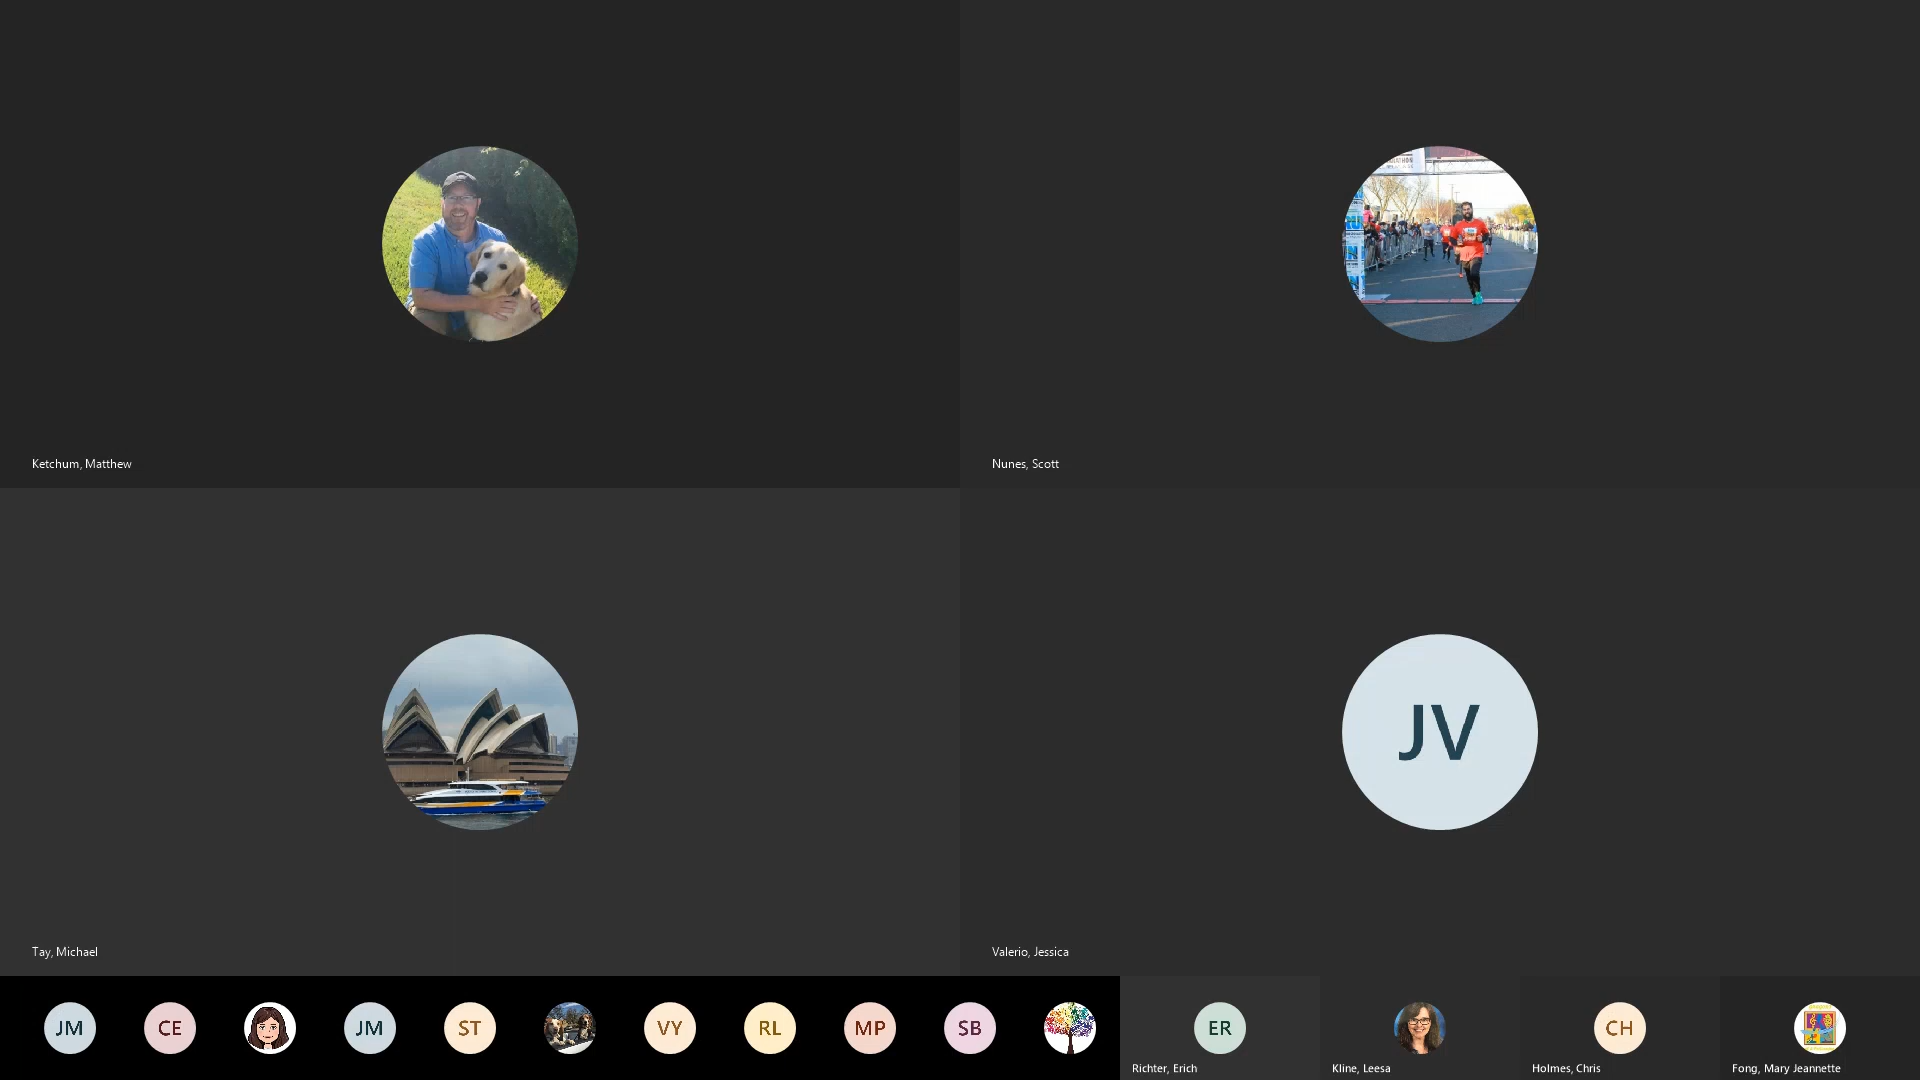 Ketchum, Matthew
Nunes, Scott
JV
Tay, Michael
Valerio, Jessica
JM
CE
JM
ST
VY
RL
MP
SB
ER
CH
Richter, Erich
Kline, Leesa
Holmes, Chris
Fong, Mary Jeannette